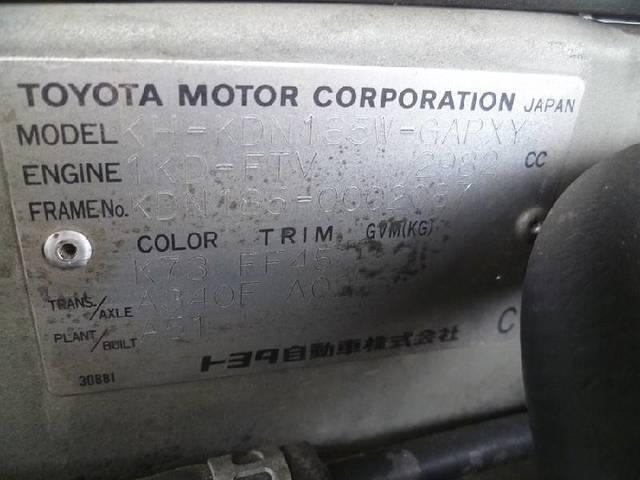 TOYOTA MOTOR CORPORATION JAPAN
MODEL KH-KDN185W-GAPXY
ENGINE 1KD-FTV 2982 CC
FRAME No. KDN185-0002037
COLOR TRIM GVM(KG)
K73 FF45
TRANS./AXLE A340F
PLANT/BUILT
トヨタ自動車株式会社 C
30881